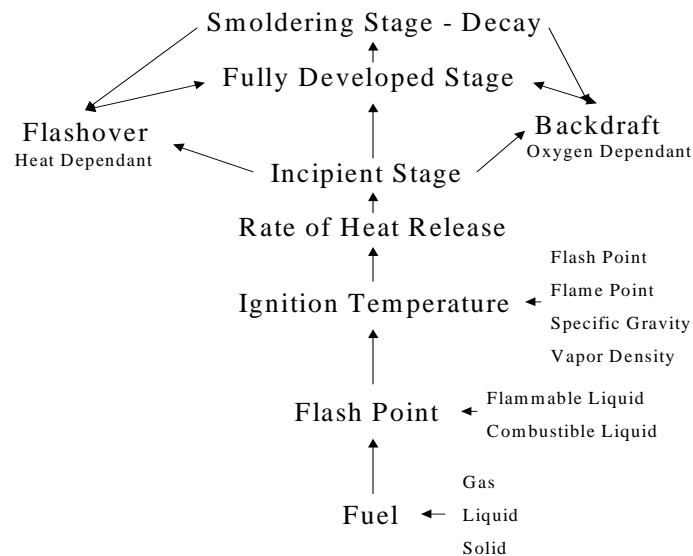 Smoldering Stage - Decay
Fully Developed Stage
Flashover
Heat Dependant
Backdraft
Oxygen Dependant
Incipient Stage
Rate of Heat Release
Ignition Temperature
Flash Point
Flame Point
Specific Gravity
Vapor Density
Flash Point
Flammable Liquid
Combustible Liquid
Fuel
Gas
Liquid
Solid